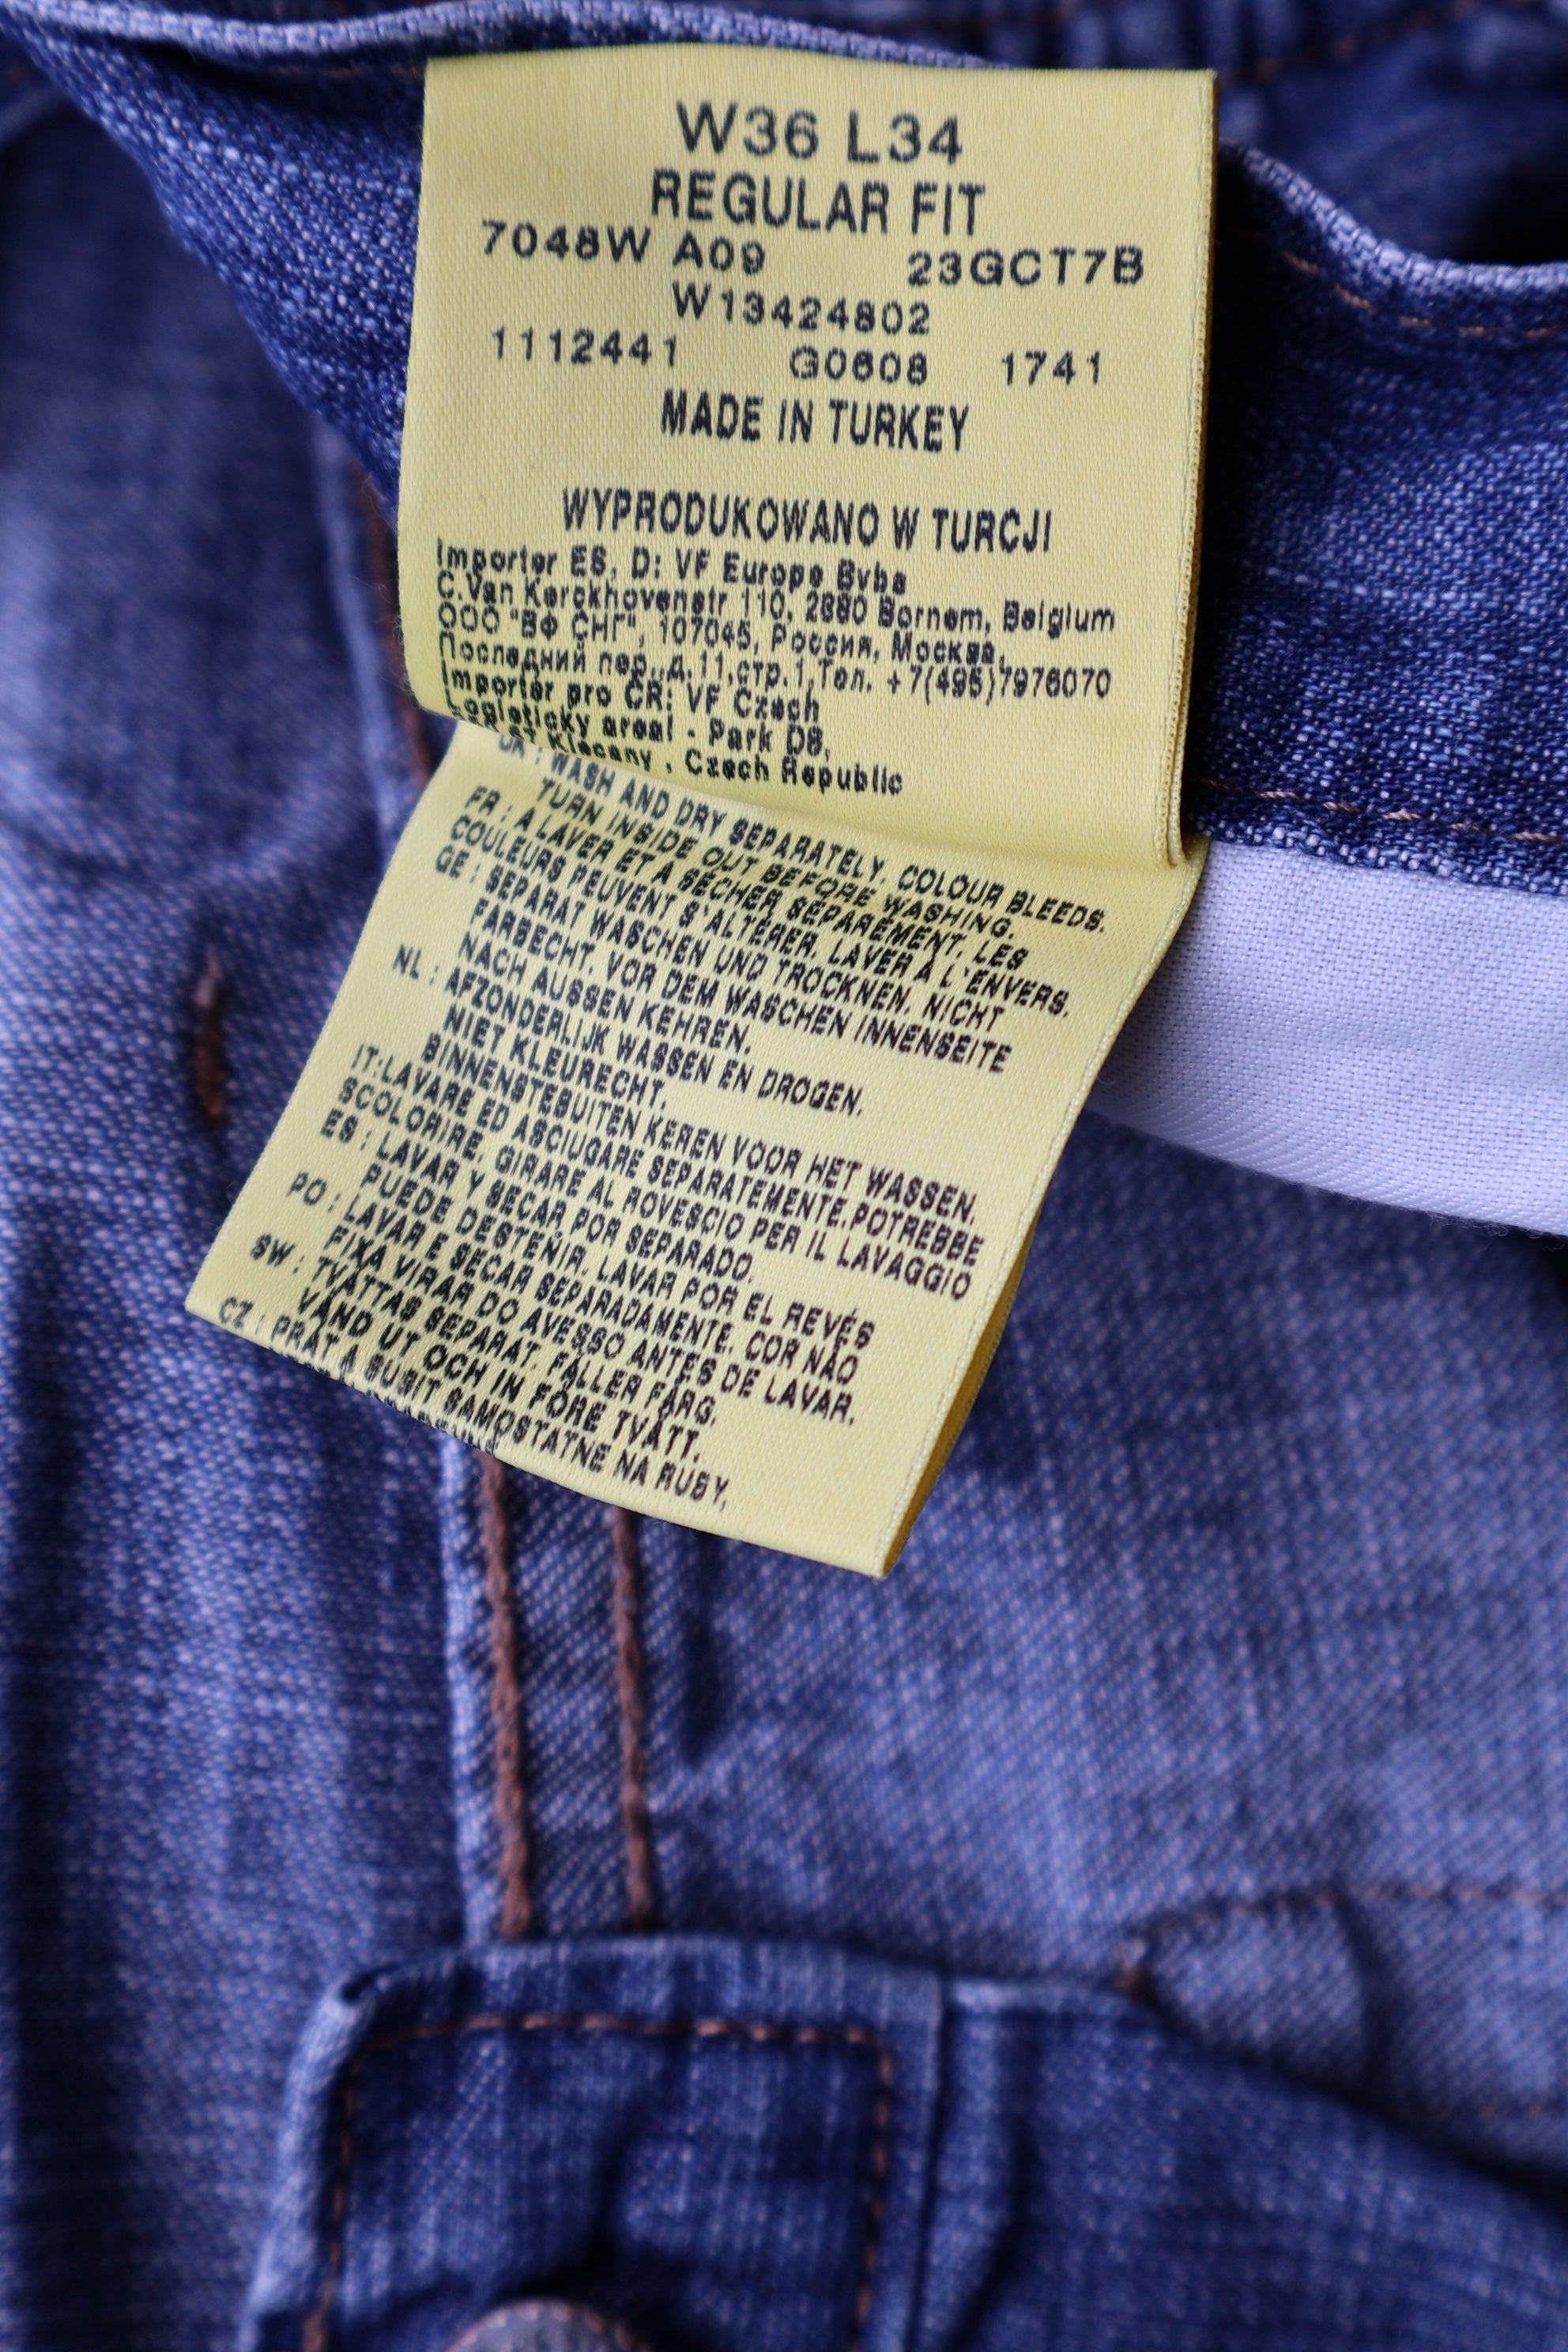 W36 L34
REGULAR FIT
7048W A09 23GCT7B
W13424802
1112441 G0608 1741
MADE IN TURKEY
WYPRODUKOWANO W TURCJI
Importer ES, D: VF Europe Bvba
C.Van Kerckhovenstr 110, 2880 Bornem, Belgium
ООО "ВФ СНГ", 107045, Россия, Москва,
Последний пер.,д.11,стр.1,Тел. +7(495)7976070
Importer pro ČR: VF Czech
Logisticky areal - Park D8,
Klecany , Czech Republic
UK : WASH AND DRY SEPARATELY. COLOUR BLEEDS.
TURN INSIDE OUT BEFORE WASHING.
FR : A LAVER ET A SÉCHER SÉPARÉMENT. LES
COULEURS PEUVENT S'ALTÉRER. LAVER À L'ENVERS.
GE : SEPARAT WASCHEN UND TROCKNEN. NICHT
FARBECHT. VOR DEM WASCHEN INNENSEITE
NACH AUSSEN KEHREN.
NL : AFZONDERLIJK WASSEN EN DROGEN.
NIET KLEURECHT.
BINNENSTEBUITEN KEREN VOOR HET WASSEN.
IT:LAVARE ED ASCIUGARE SEPARATEMENTE.POTREBBE
SCOLORIRE. GIRARE AL ROVESCIO PER IL LAVAGGIO
ES : LAVAR Y SECAR POR SEPARADO.
PUEDE DESTEÑIR. LAVAR POR EL REVÉS
PO : LAVAR E SECAR SEPARADAMENTE. COR NÃO
FIXA VIRAR DO AVESSO ANTES DE LAVAR.
SW : TVÄTTAS SEPARAT. FÄLLER FÄRG.
VÄND UT OCH IN FÖRE TVÄTT.
CZ : PRÁT A SUSIT SAMOSTATNE NA RUBY,